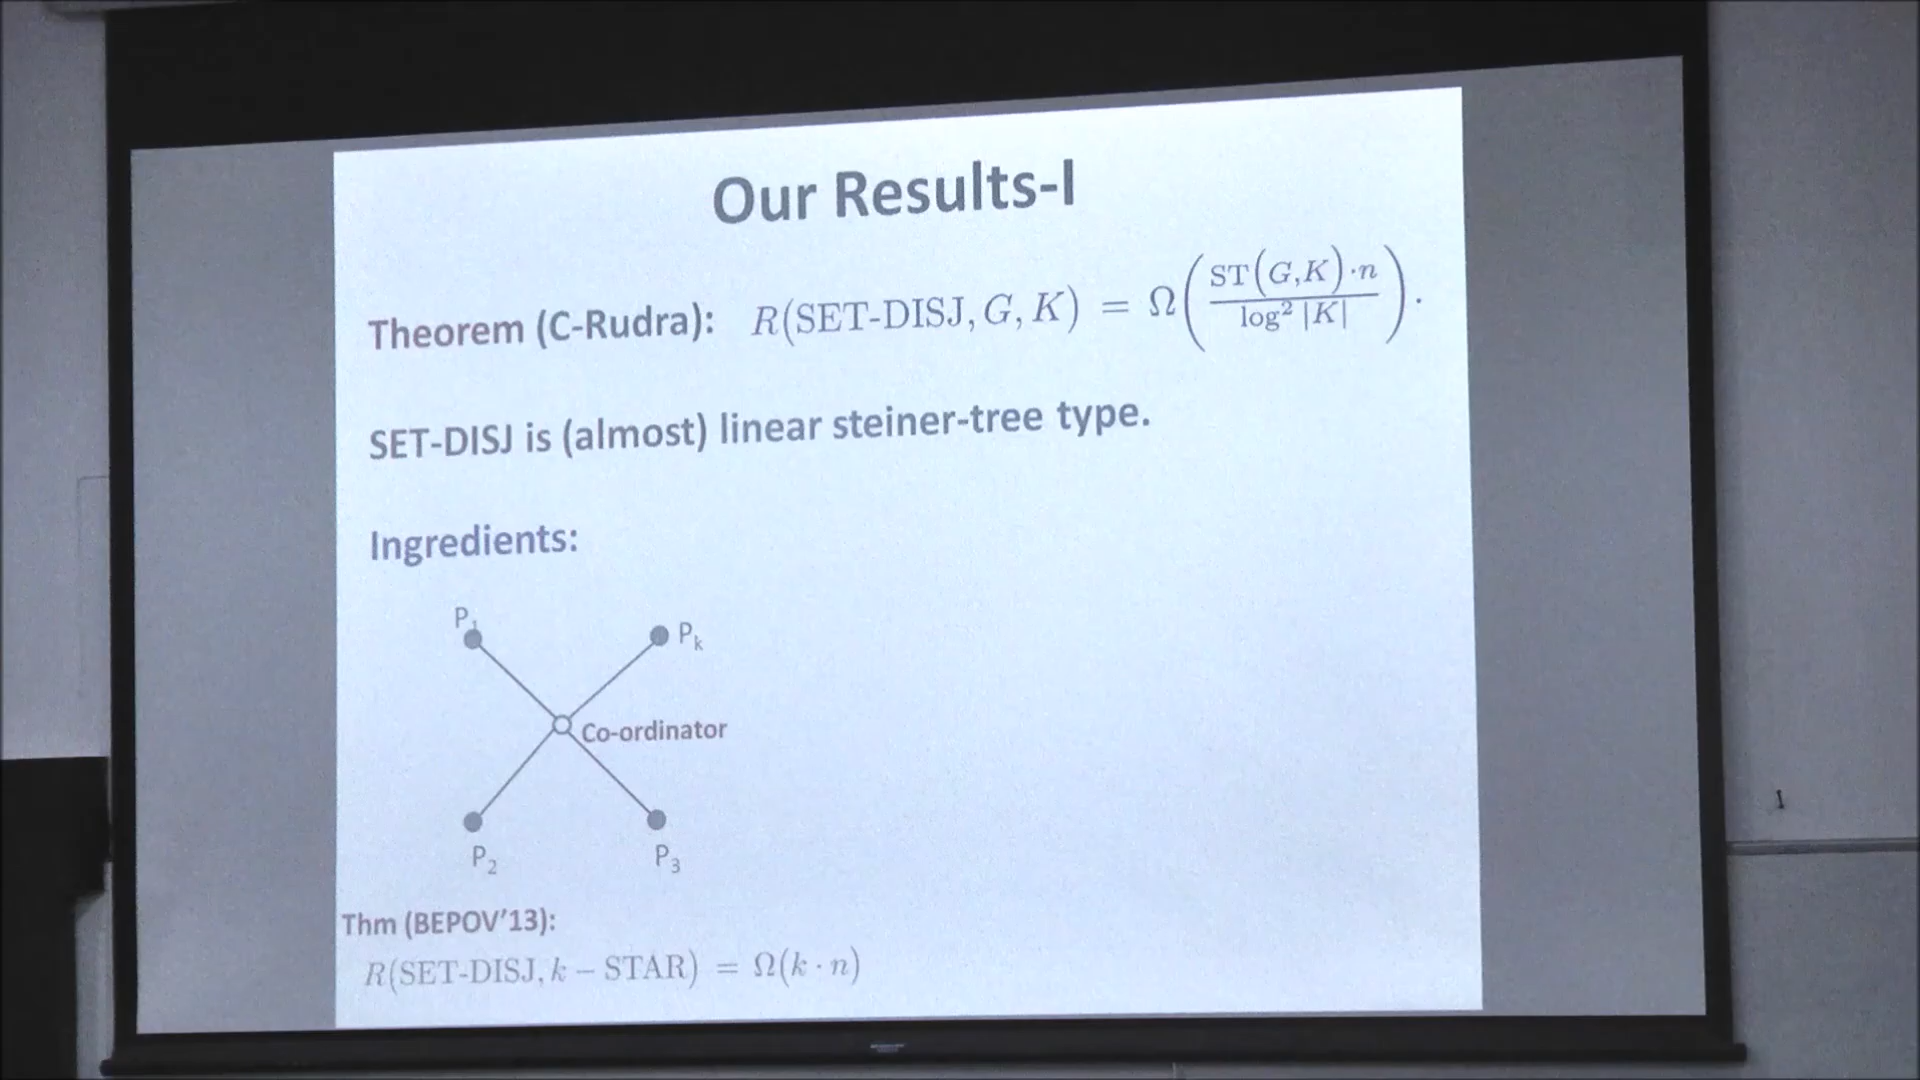 Our Results-I
Theorem (C-Rudra): R(SET-DISJ, G, K) = Ω(ST(G,K)·n / log² |K|).
SET-DISJ is (almost) linear steiner-tree type.
Ingredients:
P₁
Pₖ
Co-ordinator
P₂
P₃
Thm (BEPOV'13):
R(SET-DISJ, k − STAR) = Ω(k · n)